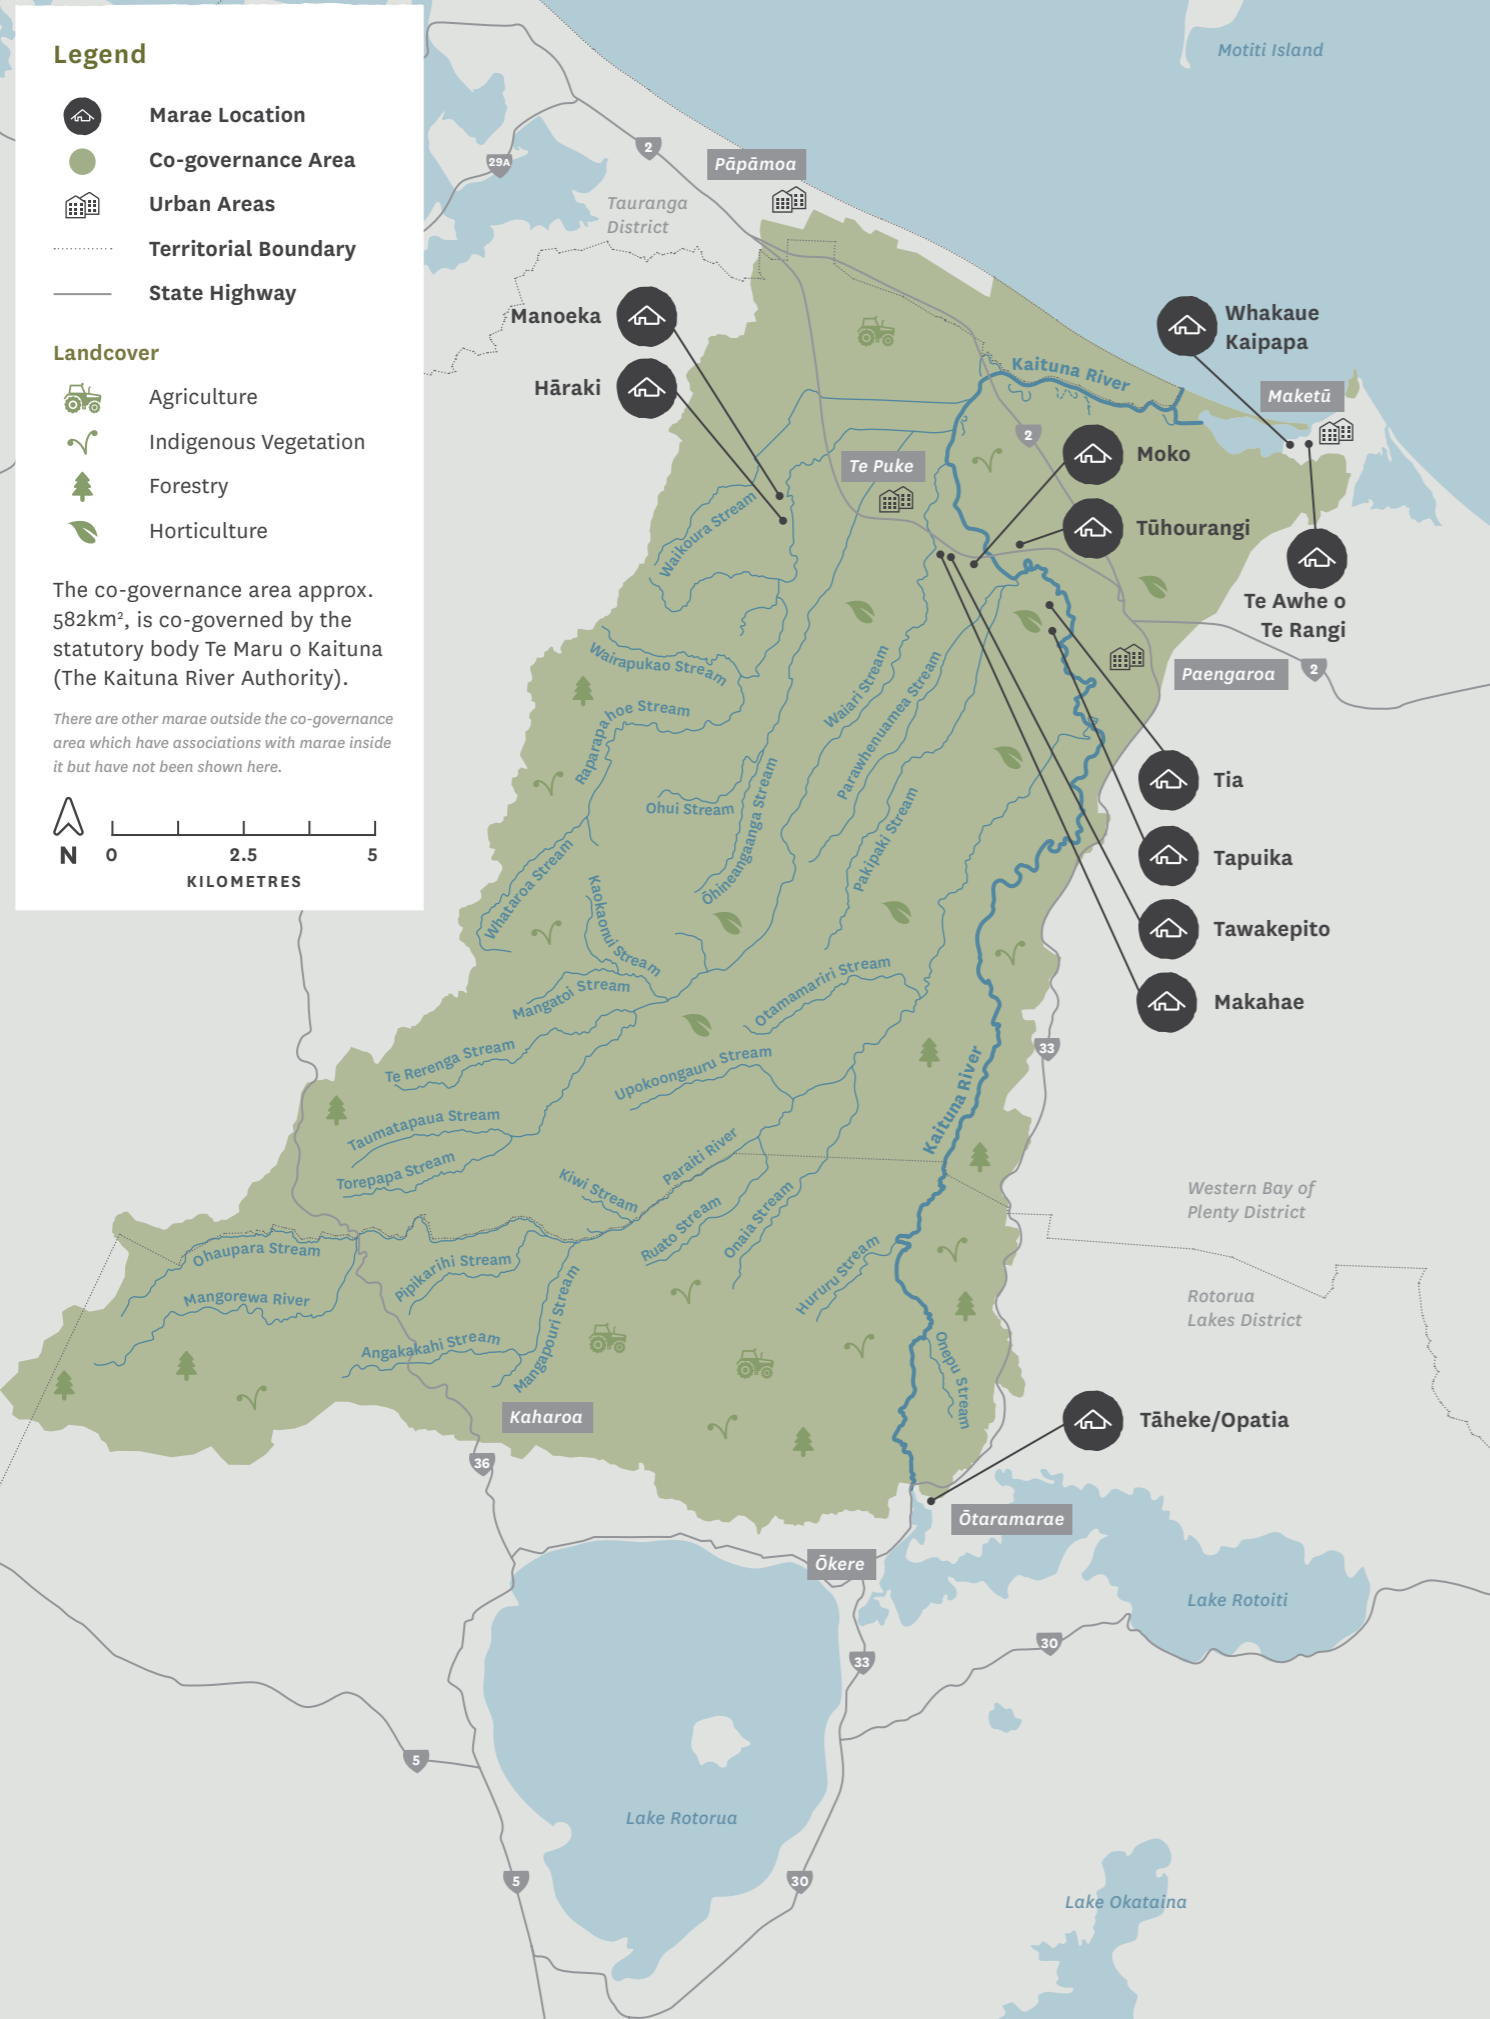 Legend
Marae Location
Co-governance Area
Urban Areas
Territorial Boundary
State Highway
Landcover
Agriculture
Indigenous Vegetation
Forestry
Horticulture
The co-governance area approx.
582km², is co-governed by the
statutory body Te Maru o Kaituna
(The Kaituna River Authority).
There are other marae outside the co-governance
area which have associations with marae inside
it but have not been shown here.
N
0 2.5 5
KILOMETRES
Motiti Island
2
29A
Pāpāmoa
Tauranga
District
Manoeka
Hāraki
Whakaue
Kaipapa
Kaituna River
Maketū
2
Moko
Te Puke
Waikoura Stream
Tūhourangi
Te Awhe o
Te Rangi
Wairapukao Stream
Paengaroa
2
Waiari Stream
Parawhenuamea Stream
Raparapahoe Stream
Ohui Stream
Ōhineangaanga Stream
Pakipaki Stream
Tia
Tapuika
Tawakepito
Makahae
Whataroa Stream
Kaokaonui Stream
Mangatoi Stream
Otamamariri Stream
Te Rerenga Stream
Upokoongauru Stream
33
Kaituna River
Taumatapaua Stream
Torepapa Stream
Paraiti River
Kiwi Stream
Ruato Stream
Onaia Stream
Western Bay of
Plenty District
Ohaupara Stream
Pipikarihi Stream
Hururu Stream
Mangorewa River
Mangapouri Stream
Rotorua
Lakes District
Angakakahi Stream
Onepu Stream
Kaharoa
Tāheke/Opatia
36
Ōtaramarae
Ōkere
Lake Rotoiti
30
33
5
Lake Rotorua
5
30
Lake Okataina